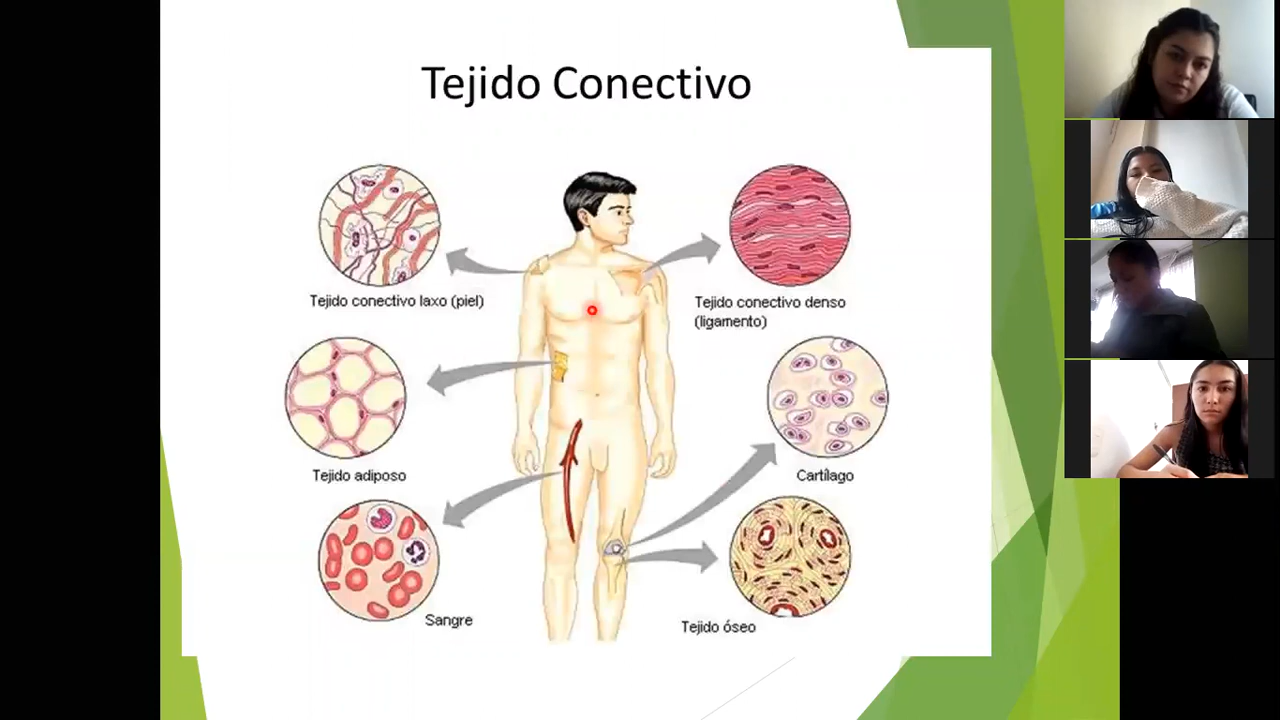 Tejido Conectivo
Tejido conectivo laxo (piel)
Tejido conectivo denso
(ligamento)
Tejido adiposo
Cartílago
Sangre
Tejido óseo